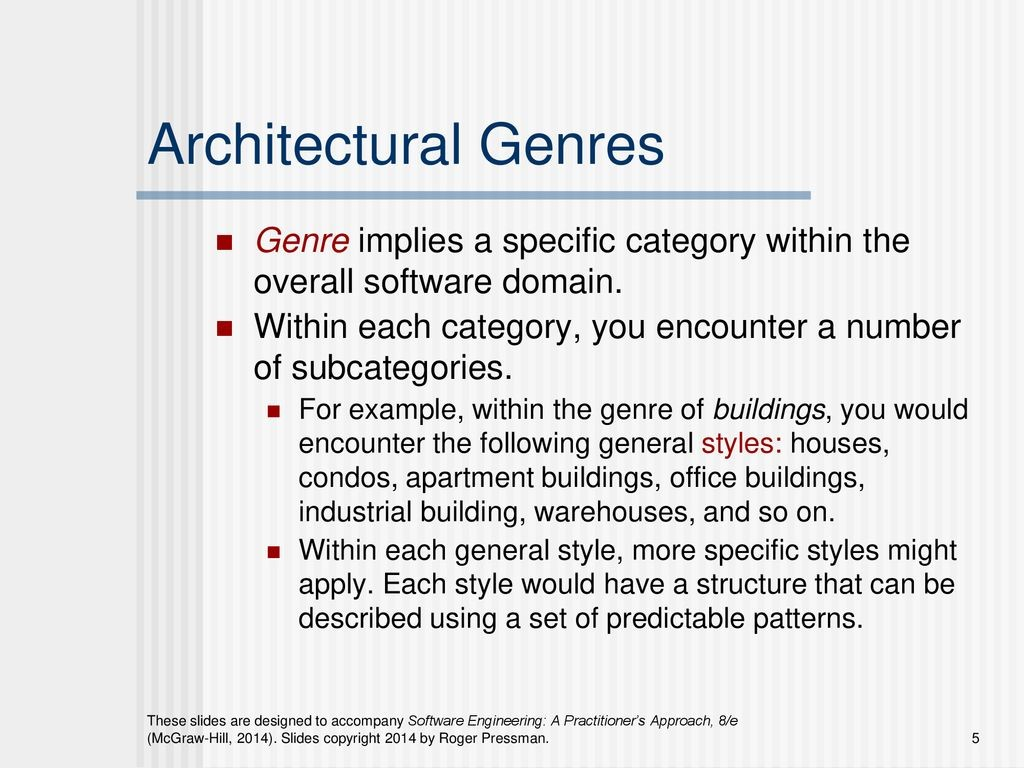 Architectural Genres
Genre implies a specific category within the
overall software domain.
Within each category, you encounter a number
of subcategories.
For example, within the genre of buildings, you would
encounter the following general styles: houses,
condos, apartment buildings, office buildings,
industrial building, warehouses, and so on.
Within each general style, more specific styles might
apply. Each style would have a structure that can be
described using a set of predictable patterns.
These slides are designed to accompany Software Engineering: A Practitioner’s Approach, 8/e
(McGraw-Hill, 2014). Slides copyright 2014 by Roger Pressman.
5